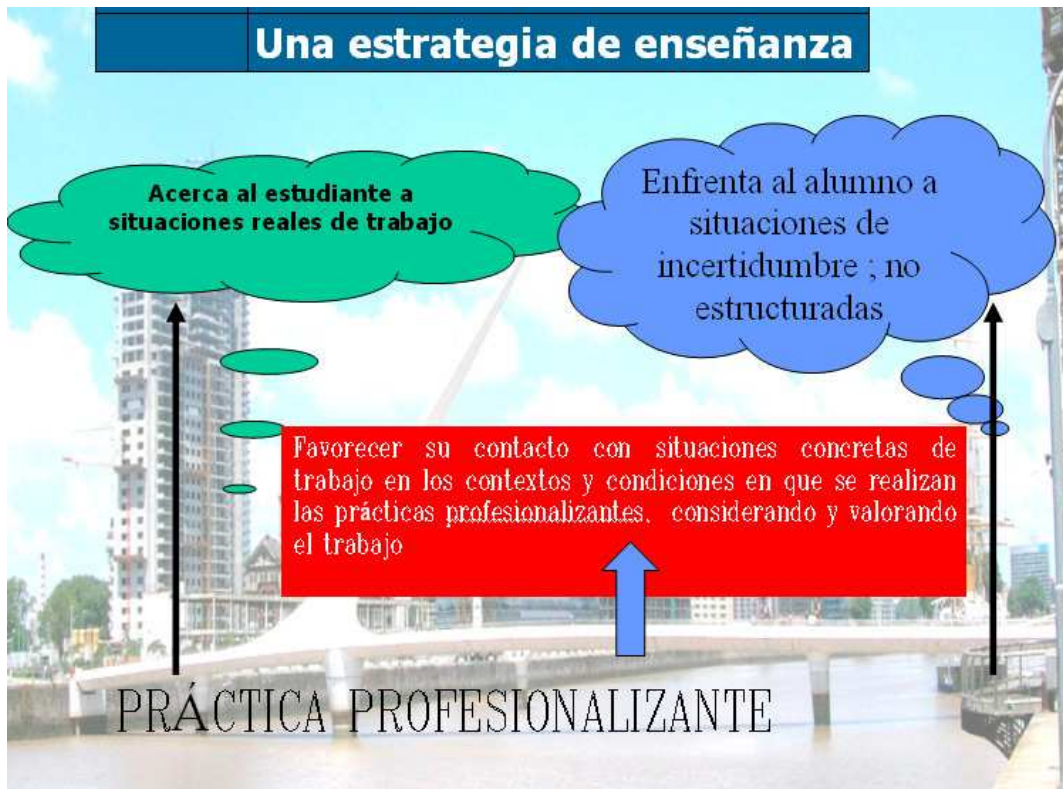 Una estrategia de enseñanza
Acerca al estudiante a
situaciones reales de trabajo
Enfrenta al alumno a
situaciones de
incertidumbre ; no
estructuradas
Favorecer su contacto con situaciones concretas de
trabajo en los contextos y condiciones en que se realizan
las prácticas profesionalizantes, considerando y valorando
el trabajo
PRÁCTICA PROFESIONALIZANTE